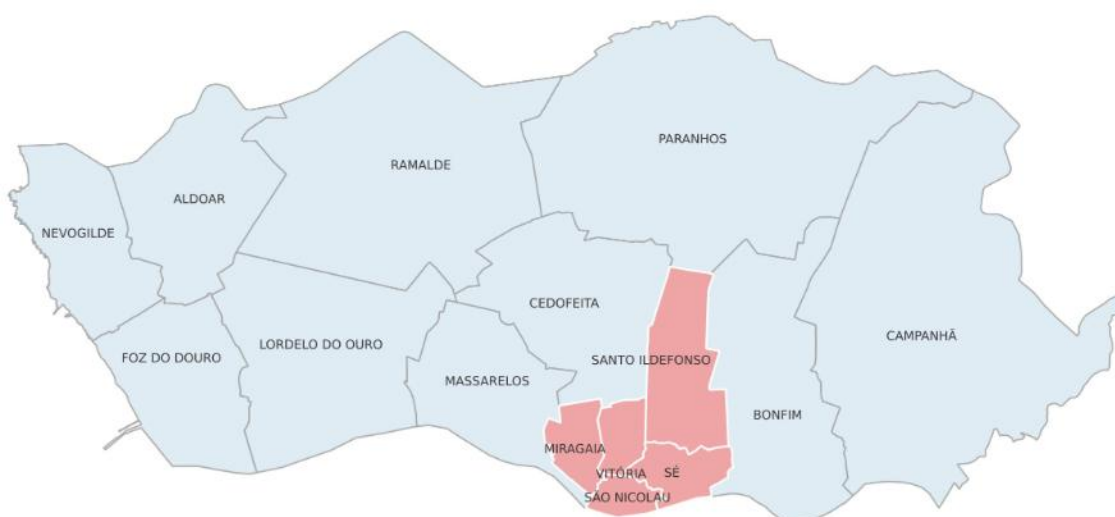 PARANHOS
RAMALDE
ALDOAR
NEVOGILDE
CEDOFEITA
CAMPANHÃ
LORDELO DO OURO
FOZ DO DOURO
SANTO ILDEFONSO
MASSARELOS
BONFIM
MIRAGAIA
VITÓRIA
SÉ
SÃO NICOLAU